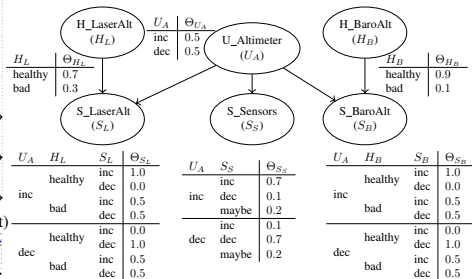 H_LaserAlt
(H_L)
U_A Θ_{U_A}
inc 0.5
dec 0.5
U_Altimeter
(U_A)
H_BaroAlt
(H_B)
H_L Θ_{H_L}
healthy 0.7
bad 0.3
H_B Θ_{H_B}
healthy 0.9
bad 0.1
S_LaserAlt
(S_L)
S_Sensors
(S_S)
S_BaroAlt
(S_B)
U_A H_L S_L Θ_{S_L}
inc healthy inc 1.0
dec 0.0
bad inc 0.5
dec 0.5
dec healthy inc 0.0
dec 1.0
bad inc 0.5
dec 0.5
U_A S_S Θ_{S_S}
inc inc 0.7
dec 0.1
maybe 0.2
dec inc 0.1
dec 0.7
maybe 0.2
U_A H_B S_B Θ_{S_B}
inc healthy inc 1.0
dec 0.0
bad inc 0.5
dec 0.5
dec healthy inc 0.0
dec 1.0
bad inc 0.5
dec 0.5
t)